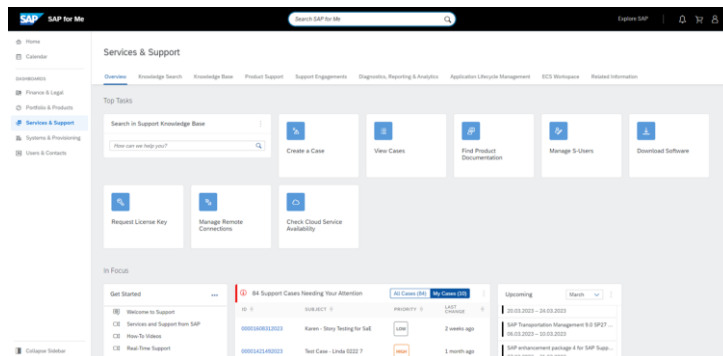 SAP SAP for Me
Search SAP for Me
Explore SAP
Home
Calendar
DASHBOARDS
Finance & Legal
Portfolio & Products
Services & Support
Systems & Provisioning
Users & Contacts
Collapse Sidebar
Services & Support
Overview Knowledge Search Knowledge Base Product Support Support Engagements Diagnostics, Reporting & Analytics Application Lifecycle Management SCS Workspace Related Information
Top Tasks
Search in Support Knowledge Base
How can we help you?
Create a Case
View Cases
Find Product
Documentation
Manage S-Users
Download Software
Request License Key
Manage Remote
Connections
Check Cloud Service
Availability
In Focus
Get Started
Welcome to Support
Services and Support from SAP
How-To Videos
Real-Time Support
84 Support Cases Needing Your Attention
All Cases (84) My Cases (10)
ID SUBJECT PRIORITY LAST
CHANGE
Karen - Story Testing for SaE LOW 2 weeks ago
Test Case - Linda 0222 7 HIGH 1 month ago
Upcoming March
20.03.2023 – 24.03.2023
SAP Transportation Management 9.0 SP27 ...
06.03.2023 – 10.03.2023
SAP enhancement package 4 for SAP Supp...